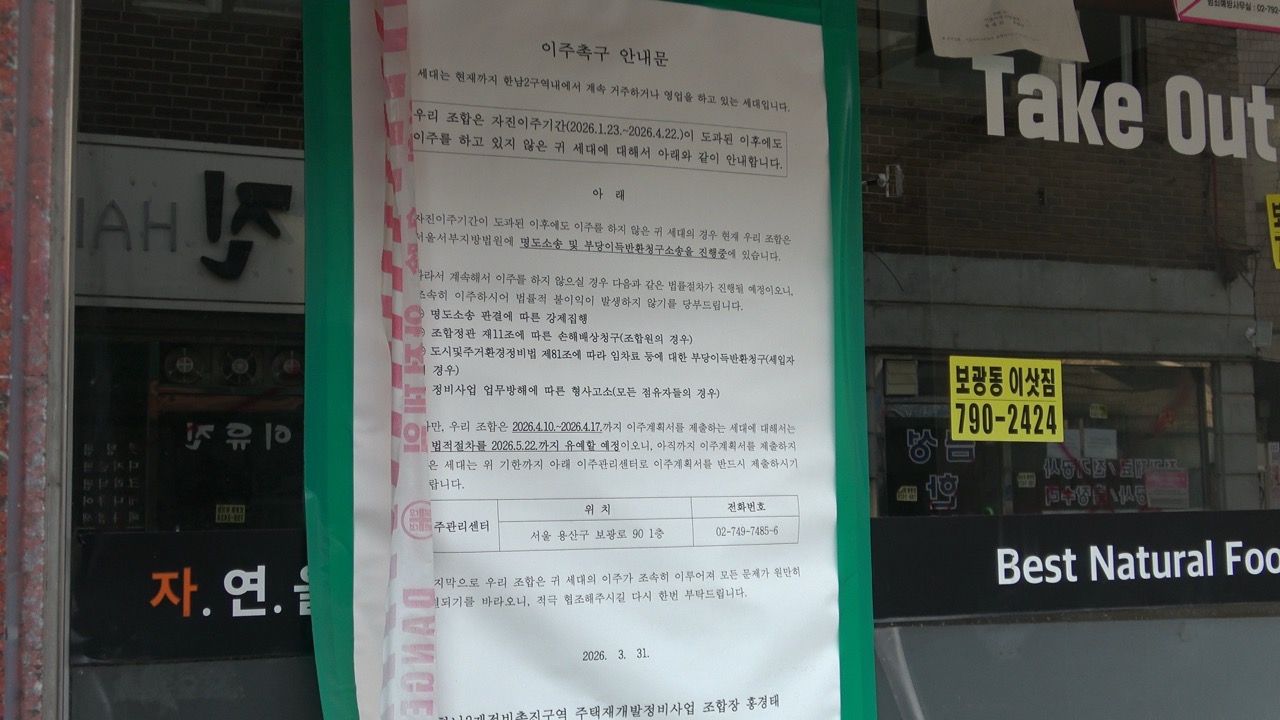 이주촉구 안내문
세대는 현재까지 한남2구역내에서 계속 거주하거나 영업을 하고 있는 세대입니다.
우리 조합은 자진이주기간(2026.1.23.~2026.4.22.)이 도과된 이후에도
이주를 하고 있지 않은 귀 세대에 대해서 아래와 같이 안내합니다.
아 래
자진이주기간이 도과된 이후에도 이주를 하지 않은 귀 세대의 경우 현재 우리 조합은
서울서부지방법원에 명도소송 및 부당이득반환청구소송을 진행중에 있습니다.
계속해서 이주를 하지 않으실 경우 다음과 같은 법률절차가 진행될 예정이오니,
조속히 이주하시어 법률적 불이익이 발생하지 않기를 당부드립니다.
명도소송 판결에 따른 강제집행
조합정관 제11조에 따른 손해배상청구(조합원의 경우)
도시및주거환경정비법 제81조에 따라 임차료 등에 대한 부당이득반환청구(세입자
경우)
정비사업 업무방해에 따른 형사고소(모든 점유자들의 경우)
우리 조합은 2026.4.10.~2026.4.17.까지 이주계획서를 제출하는 세대에 대해서는
법적절차를 2026.5.22.까지 유예할 예정이오니, 아직까지 이주계획서를 제출하지
은 세대는 위 기한까지 아래 이주관리센터로 이주계획서를 반드시 제출하시기
랍니다.
위 치
전화번호
주관리센터
서울 용산구 보광로 90 1층
02-749-7485-6
지막으로 우리 조합은 귀 세대의 이주가 조속히 이루어져 모든 문제가 원만히
결되기를 바라오니, 적극 협조해주시길 다시 한번 부탁드립니다.
2026. 3. 31.
주택재개발정비사업 조합장 홍경태
DANGE
진
자.연.을
Take Out
보광동 이삿짐
790-2424
Best Natural Foo